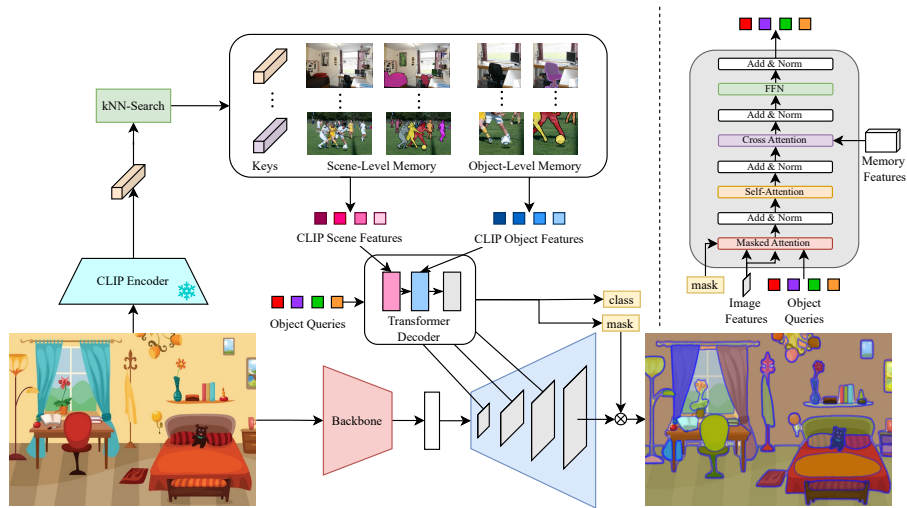 kNN-Search
Keys
Scene-Level Memory
Object-Level Memory
CLIP Scene Features
CLIP Object Features
CLIP Encoder
Object Queries
Transformer
Decoder
class
mask
Backbone
Add & Norm
FFN
Add & Norm
Cross Attention
Memory
Features
Add & Norm
Self-Attention
Add & Norm
Masked Attention
mask
Image
Features
Object
Queries